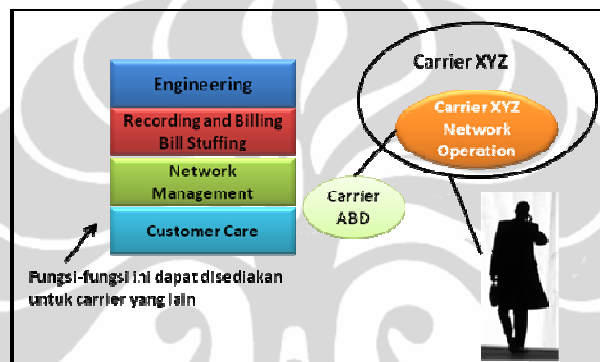 Engineering
Recording and Billing
Bill Stuffing
Network
Management
Customer Care
Fungsi-fungsi ini dapat disediakan
untuk carrier yang lain
Carrier XYZ
Carrier XYZ
Network
Operation
Carrier
ABD